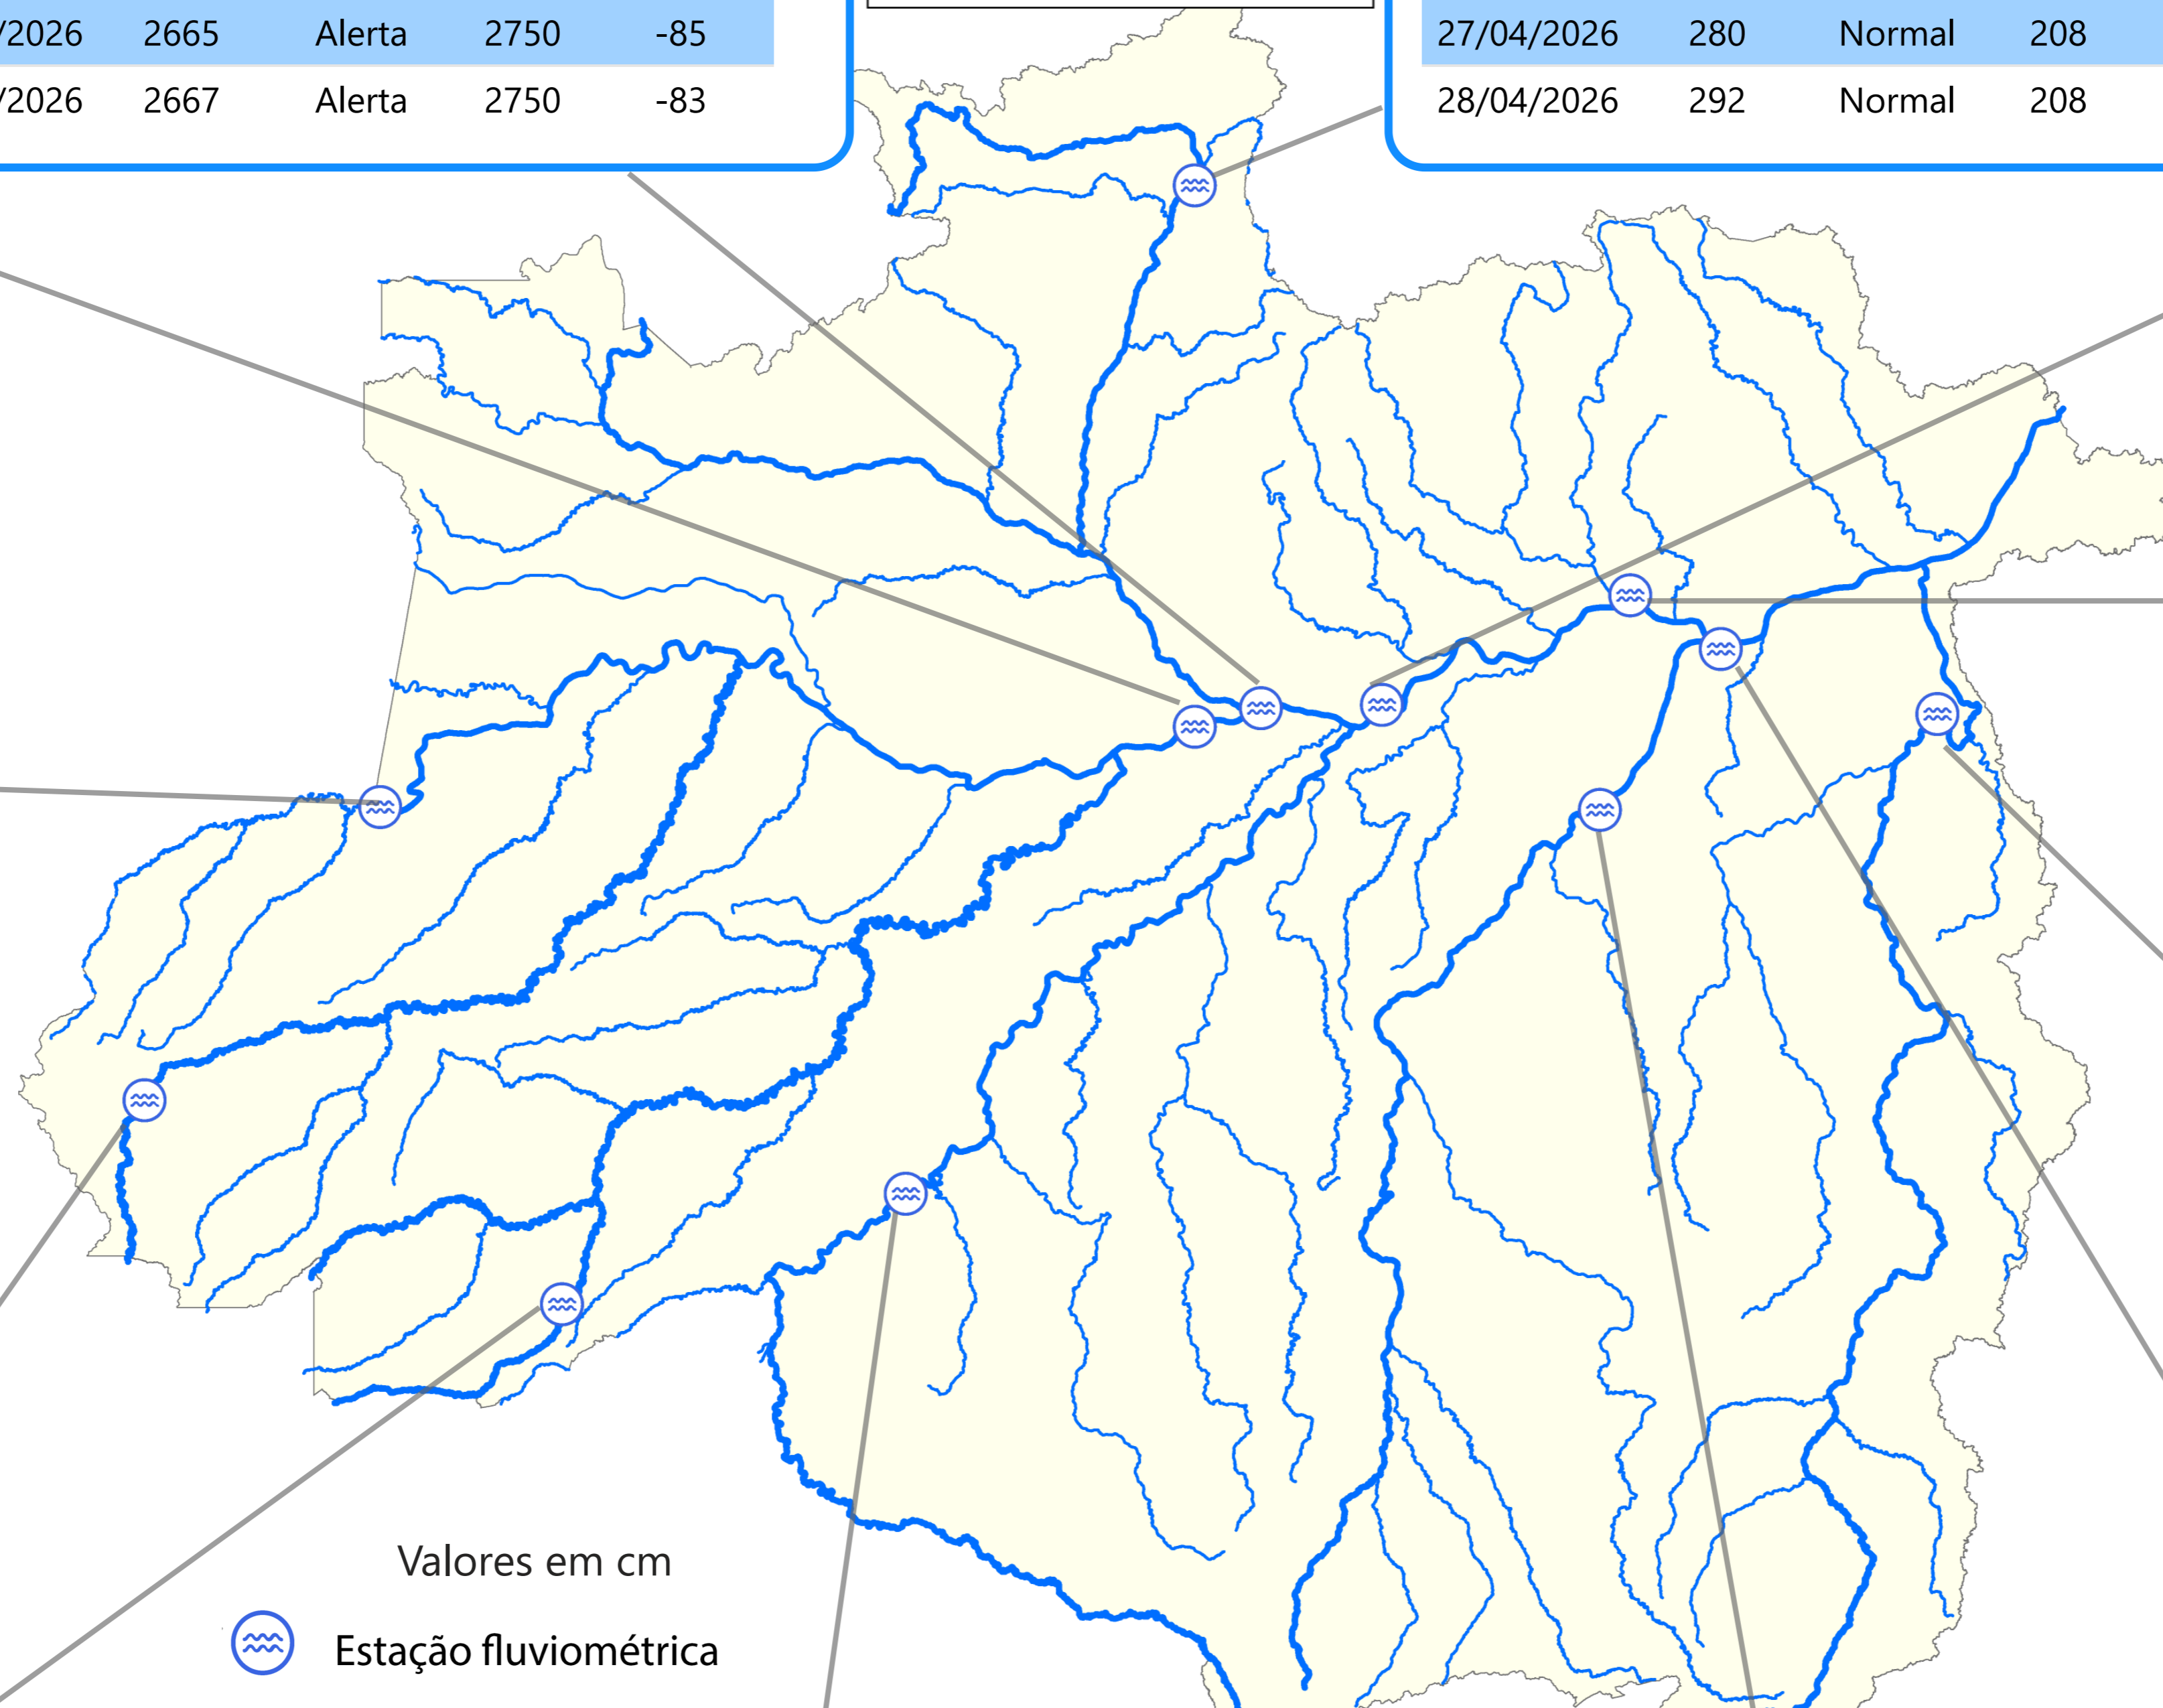 /2026 2665 Alerta 2750 -85
/2026 2667 Alerta 2750 -83
27/04/2026 280 Normal 208
28/04/2026 292 Normal 208
Valores em cm
Estação fluviométrica